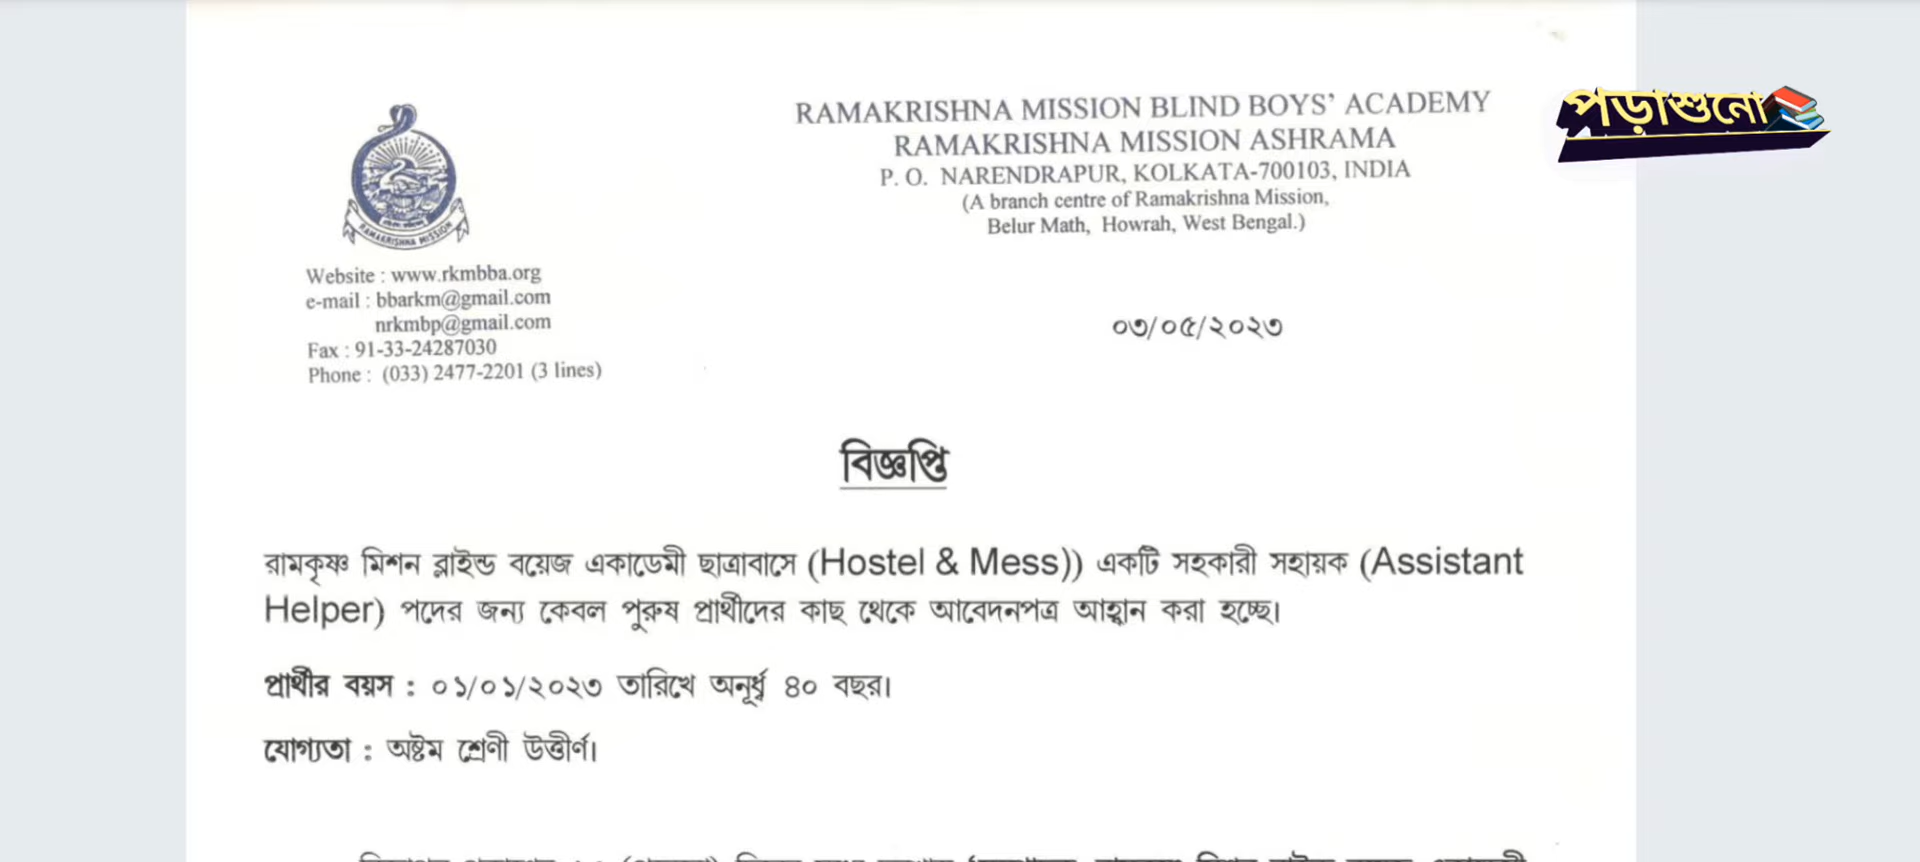 RAMAKRISHNA MISSION BLIND BOYS’ ACADEMY
RAMAKRISHNA MISSION ASHRAMA
P. O. NARENDRAPUR, KOLKATA-700103, INDIA
(A branch centre of Ramakrishna Mission,
Belur Math, Howrah, West Bengal.)
পড়াশুনো
RAMAKRISHNA MISSION
Website : www.rkmbba.org
e-mail : bbarkm@gmail.com
nrkmbp@gmail.com
Fax : 91-33-24287030
Phone : (033) 2477-2201 (3 lines)
০৩/০৫/২০২৩
বিজ্ঞপ্তি
রামকৃষ্ণ মিশন ব্লাইন্ড বয়েজ একাডেমী ছাত্রাবাসে (Hostel & Mess)) একটি সহকারী সহায়ক (Assistant
Helper) পদের জন্য কেবল পুরুষ প্রার্থীদের কাছ থেকে আবেদনপত্র আহ্বান করা হচ্ছে।
প্রার্থীর বয়স : ০১/০১/২০২৩ তারিখে অনূর্ধ্ব ৪০ বছর।
যোগ্যতা : অষ্টম শ্রেণী উত্তীর্ণ।